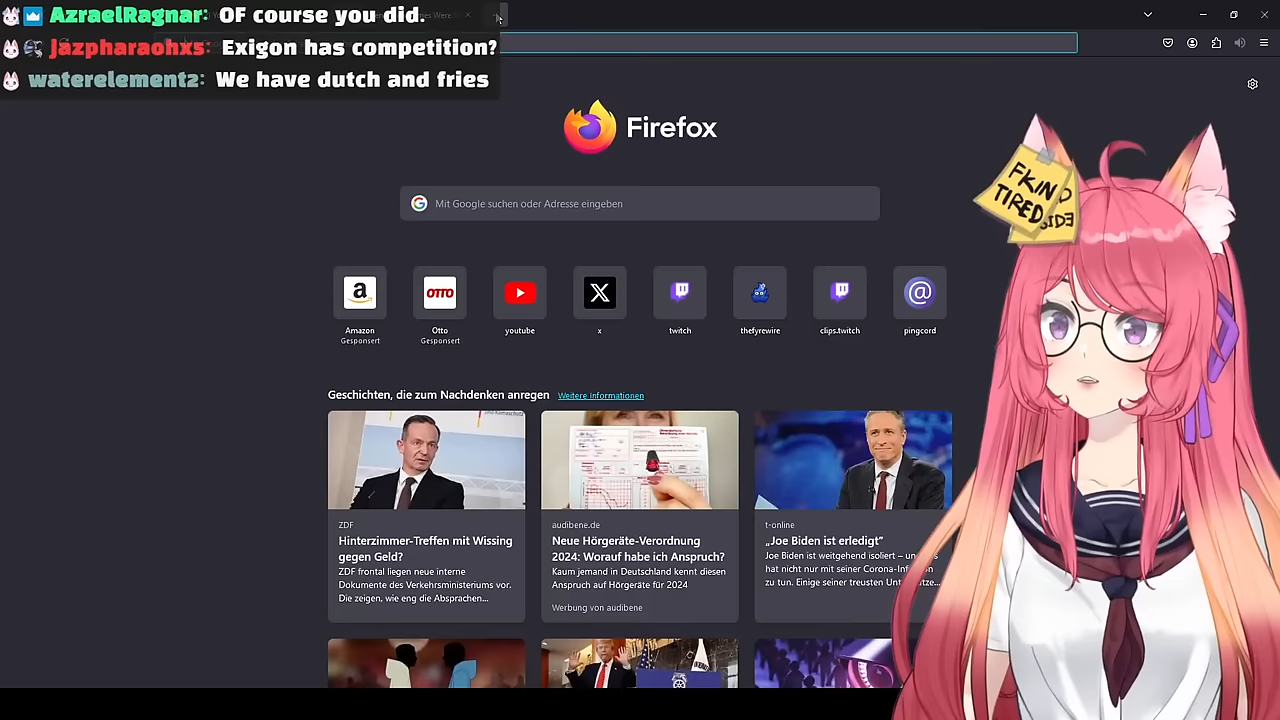 AzraelRagnar: OF course you did.
Jazpharaohxs: Exigon has competition?
waterelement2: We have dutch and fries
Firefox
Mit Google suchen oder Adresse eingeben
a
OTTO
X
@
Amazon
Gesponsert
Otto
Gesponsert
youtube
x
twitch
thefyrewire
clips.twitch
pingcord
FKIN
TIRED
Geschichten, die zum Nachdenken anregen Weitere Informationen
ZDF
Hinterzimmer-Treffen mit Wissing
gegen Geld?
ZDF frontal liegen neue interne
Dokumente des Verkehrsministeriums vor.
Die zeigen, wie eng die Absprachen...
audibene.de
Neue Hörgeräte-Verordnung
2024: Worauf habe ich Anspruch?
Kaum jemand in Deutschland kennt diesen
Anspruch auf Hörgeräte für 2024
Werbung von audibene
t-online
„Joe Biden ist erledigt"
Joe Biden ist weitgehend isoliert –
hat nicht nur mit seiner
zu tun. Einige seiner treusten